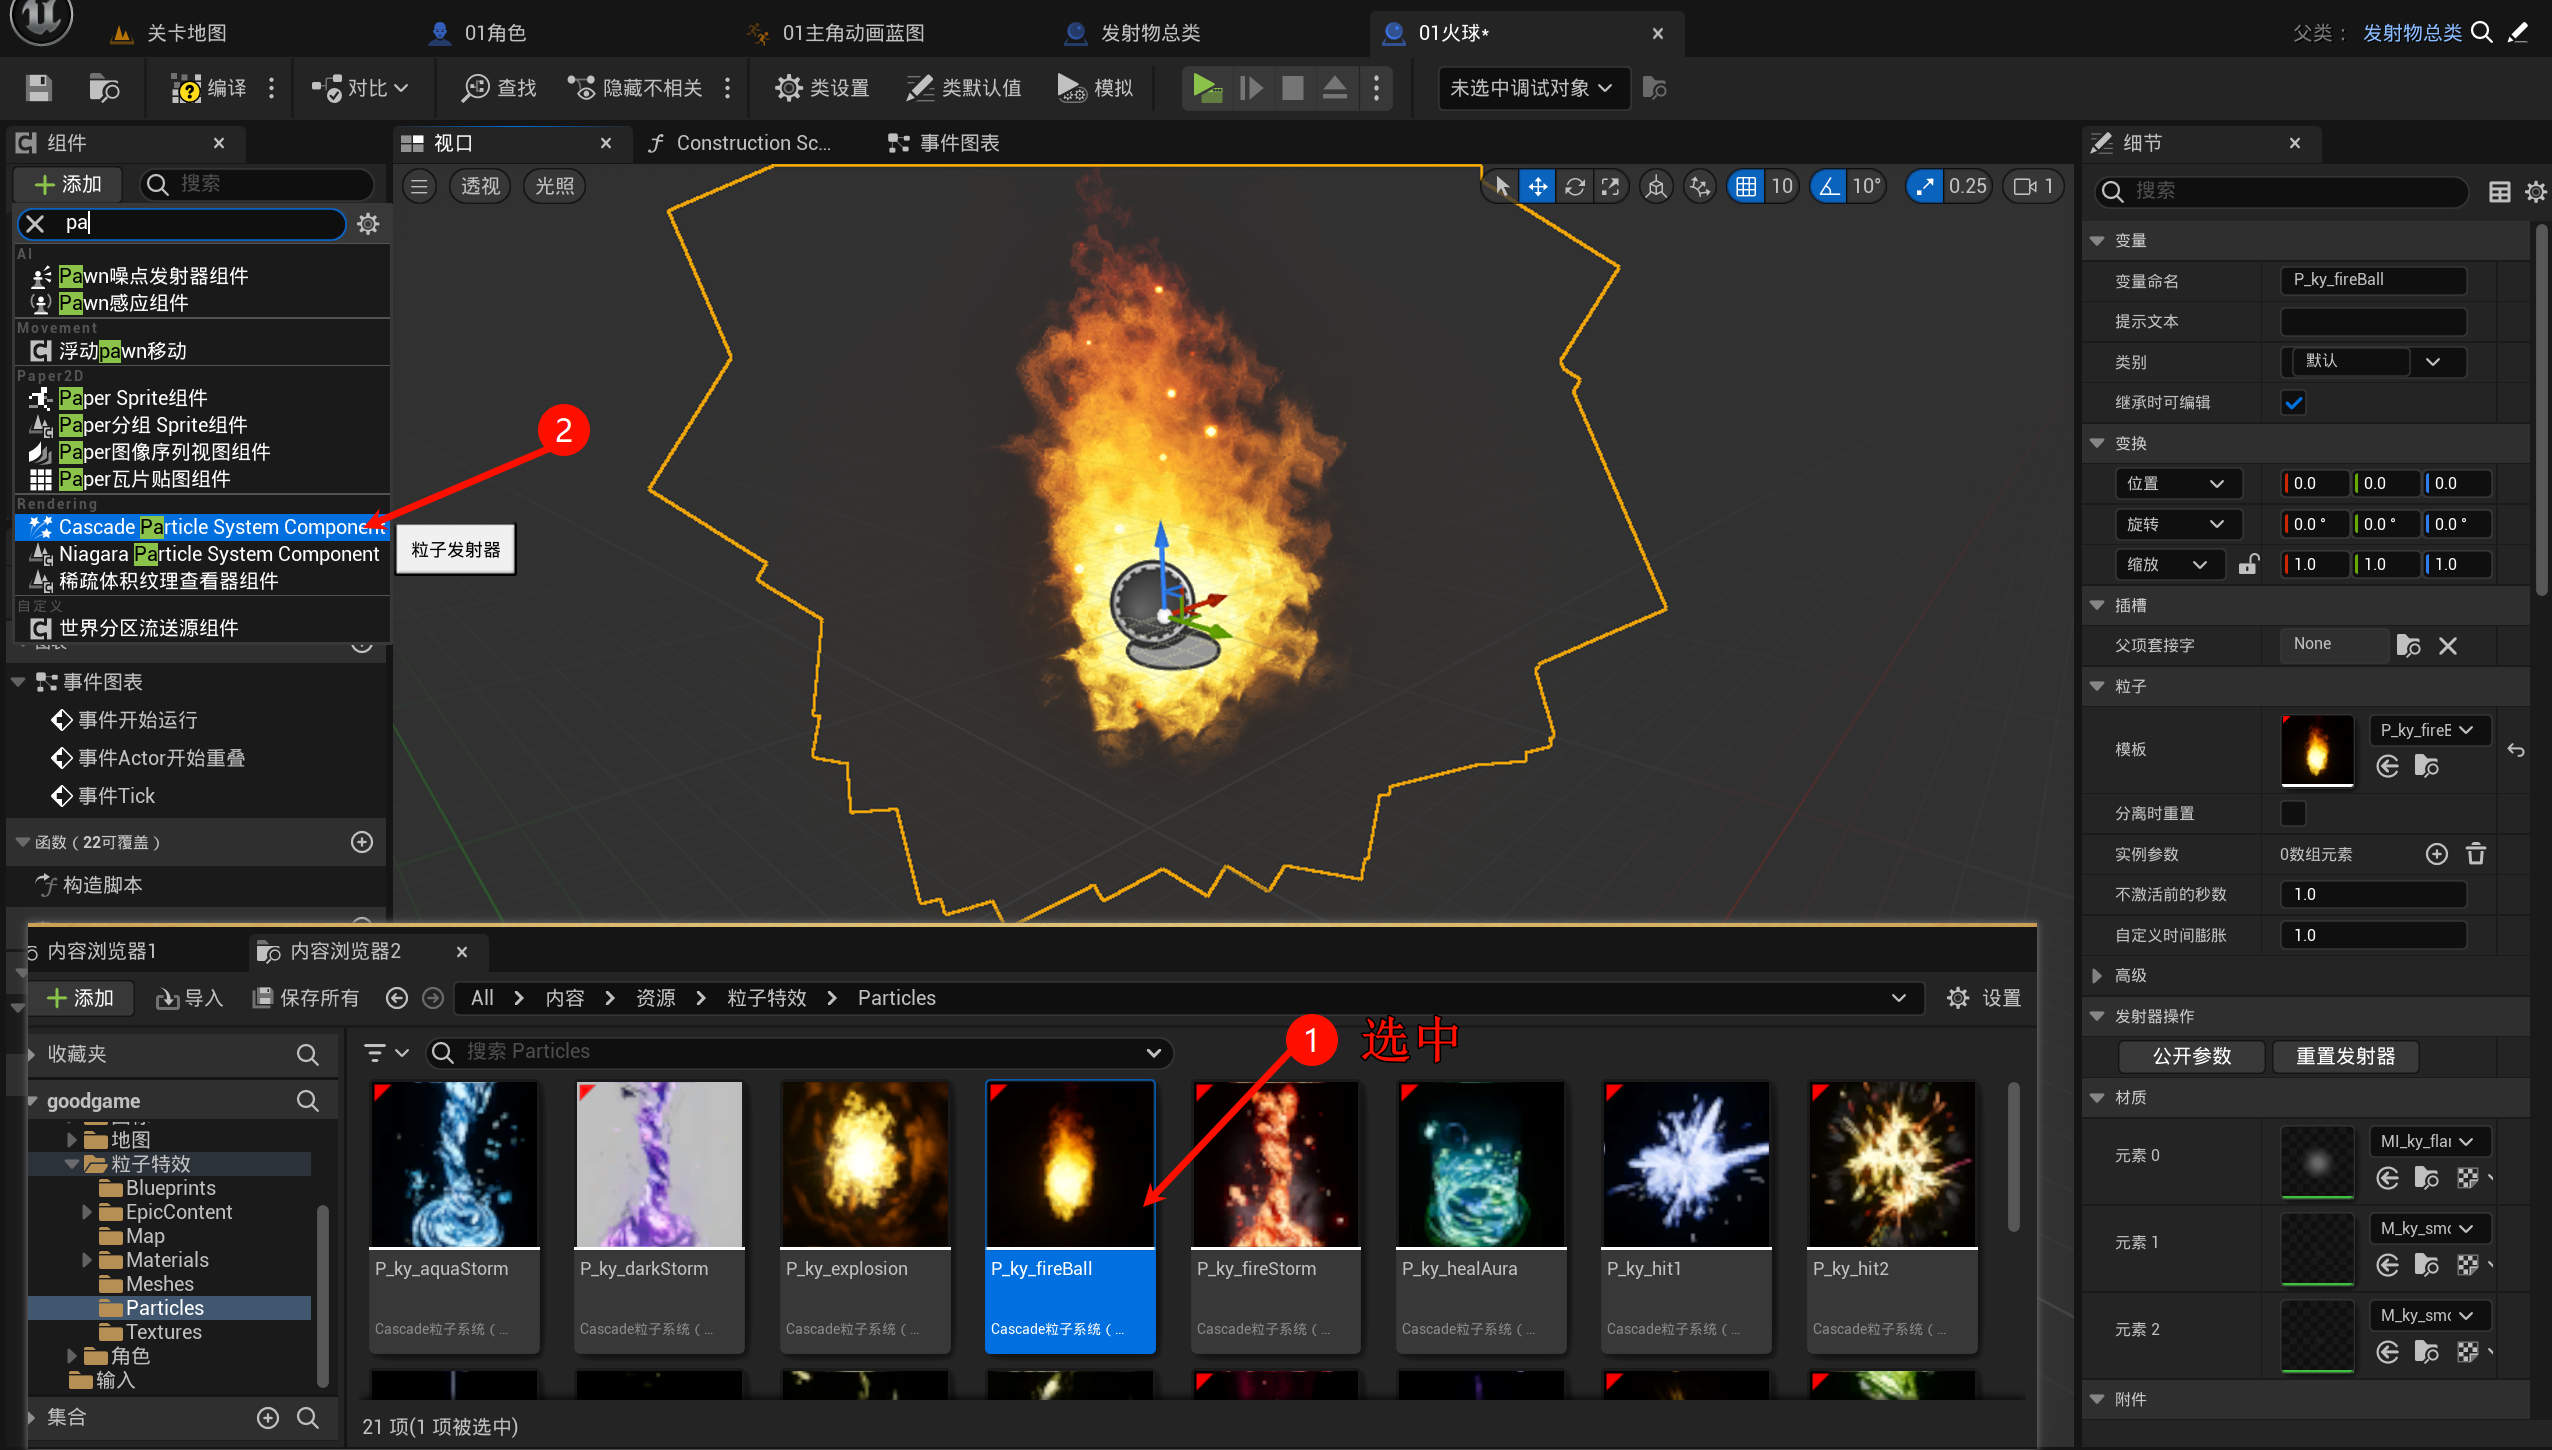 关卡地图
01角色
01主角动画蓝图
发射物总类
01火球*
父类： 发射物总类
编译
对比
查找
隐藏不相关
类设置
类默认值
模拟
未选中调试对象
组件
添加
搜索
pa
AI
Pawn噪点发射器组件
Pawn感应组件
Movement
浮动pawn移动
Paper2D
Paper Sprite组件
Paper分组 Sprite组件
Paper图像序列视图组件
Paper瓦片贴图组件
Rendering
Cascade Particle System Component
Niagara Particle System Component
稀疏体积纹理查看器组件
自定义
世界分区流送源组件
粒子发射器
2
事件图表
事件开始运行
事件Actor开始重叠
事件Tick
函数（22可覆盖）
构造脚本
视口
Construction Sc...
事件图表
透视
光照
10
10°
0.25
1
细节
搜索
变量
变量命名
P_ky_fireBall
提示文本
类别
默认
继承时可编辑
变换
位置
0.0 0.0 0.0
旋转
0.0° 0.0° 0.0°
缩放
1.0 1.0 1.0
插槽
父项套接字
None
粒子
模板
P_ky_fireE
分离时重置
实例参数
0数组元素
不激活前的秒数
1.0
自定义时间膨胀
1.0
高级
发射器操作
公开参数
重置发射器
材质
元素 0
MI_ky_flar
元素 1
M_ky_smo
元素 2
M_ky_smo
附件
内容浏览器1
内容浏览器2
添加
导入
保存所有
All
内容
资源
粒子特效
Particles
设置
收藏夹
goodgame
地图
粒子特效
Blueprints
EpicContent
Map
Materials
Meshes
Particles
Textures
角色
输入
集合
搜索 Particles
1 选中
P_ky_aquaStorm
Cascade粒子系统（...
P_ky_darkStorm
Cascade粒子系统（...
P_ky_explosion
Cascade粒子系统（...
P_ky_fireBall
Cascade粒子系统（...
P_ky_fireStorm
Cascade粒子系统（...
P_ky_healAura
Cascade粒子系统（...
P_ky_hit1
Cascade粒子系统（...
P_ky_hit2
Cascade粒子系统（...
21 项(1 项被选中)